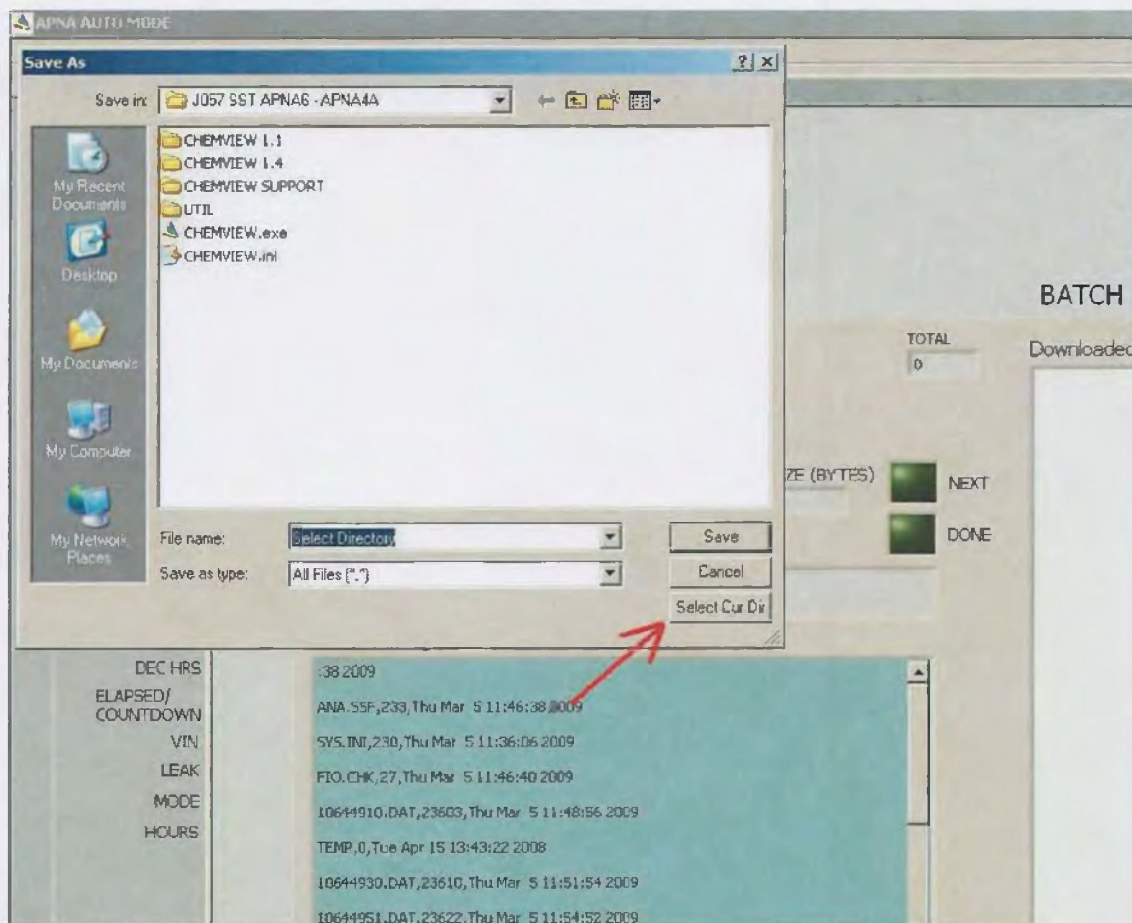 APNA AUTO MODE
Save As
Save in:
J057 SST APNA6 - APNA4A
CHEMVIEW 1.1
CHEMVIEW 1.4
CHEMVIEW SUPPORT
UTIL
CHEMVIEW.exe
CHEMVIEW.ini
My Recent
Documents
Desktop
My Documents
My Computer
My Network
Places
File name:
Select Directory
Save
Save as type:
All Files (*.*)
Cancel
Select Cur Dir
BATCH
TOTAL
0
Downloaded
ZE (BYTES)
NEXT
DONE
DEC HRS
ELAPSED/
COUNTDOWN
VIN
LEAK
MODE
HOURS
:38 2009
ANA.SSF,233,Thu Mar 5 11:46:38 2009
SYS.INI,230,Thu Mar 5 11:36:06 2009
FIO.CHK,27,Thu Mar 5 11:46:40 2009
10644910.DAT,23603,Thu Mar 5 11:48:56 2009
TEMP,0,Tue Apr 15 13:43:22 2008
10644930.DAT,23610,Thu Mar 5 11:51:54 2009
10644951.DAT,23622,Thu Mar 5 11:54:52 2009